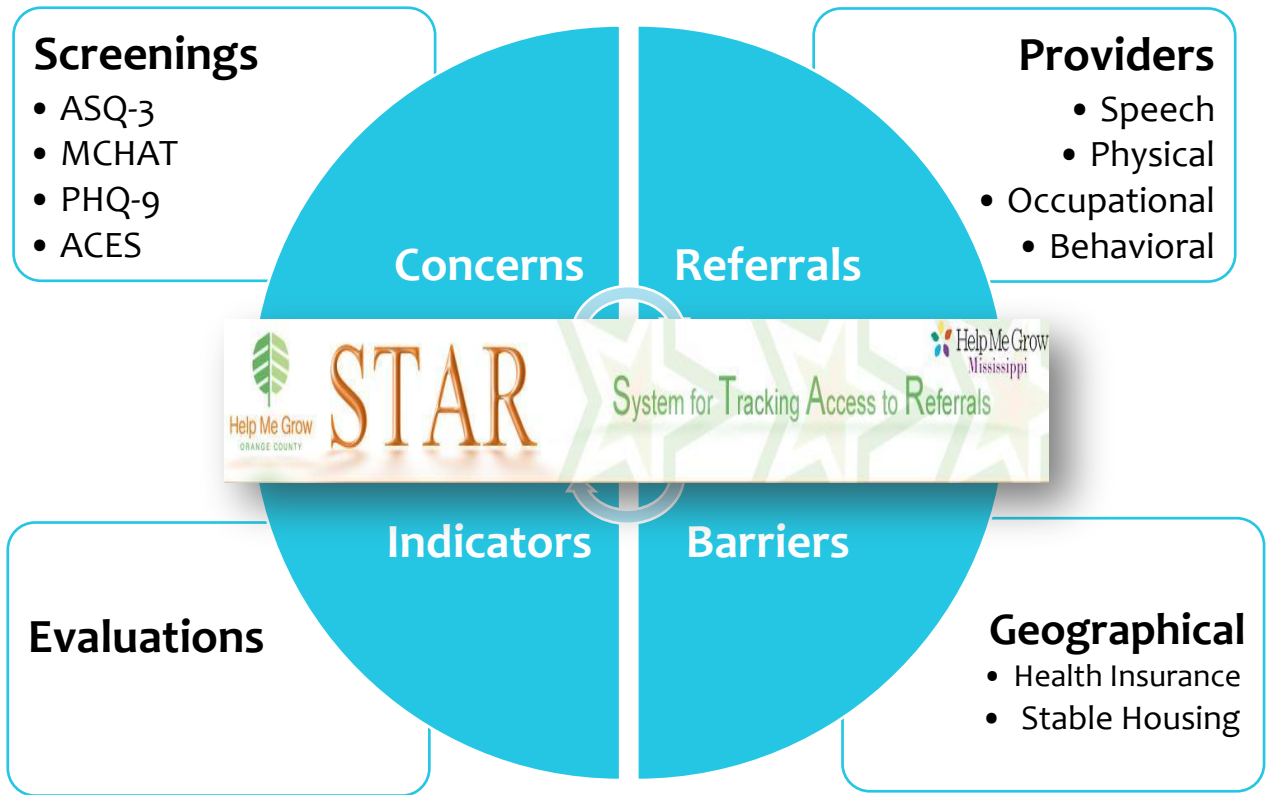 Screenings
• ASQ-3
• MCHAT
• PHQ-9
• ACES
Providers
• Speech
• Physical
• Occupational
• Behavioral
Concerns
Referrals
Help Me Grow
ORANGE COUNTY
STAR
System for Tracking Access to Referrals
Help Me Grow
Mississippi
Indicators
Barriers
Evaluations
Geographical
• Health Insurance
• Stable Housing